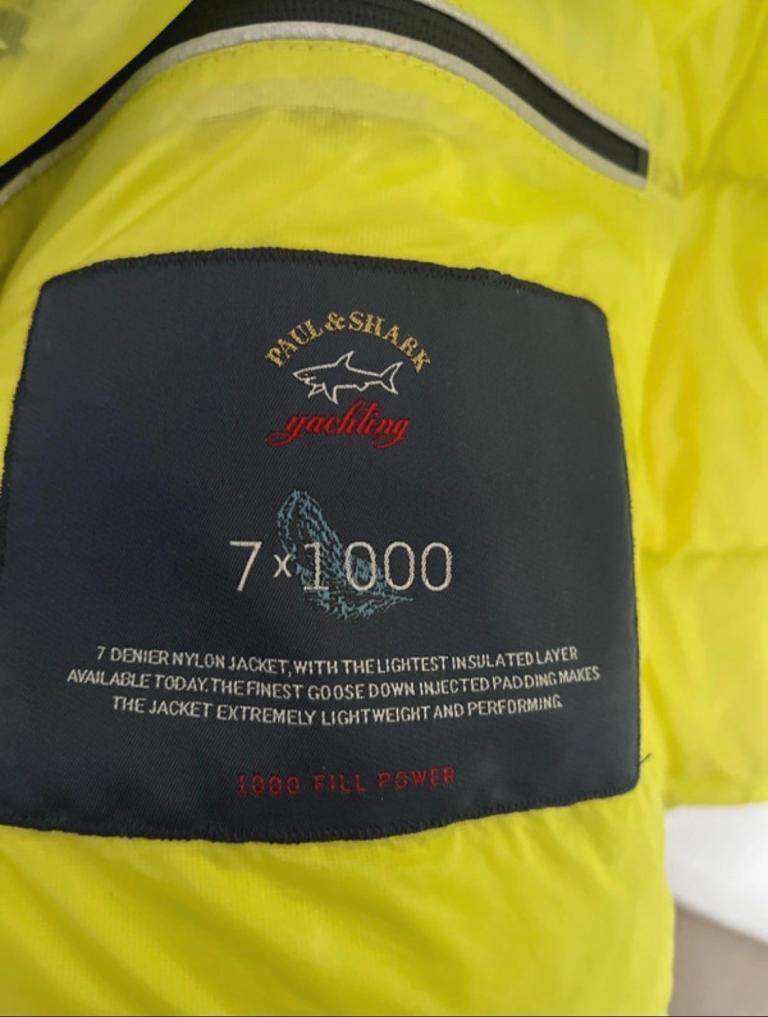 PAUL & SHARK
yachting
7 x 1000
7 DENIER NYLON JACKET, WITH THE LIGHTEST INSULATED LAYER
AVAILABLE TODAY. THE FINEST GOOSE DOWN INJECTED PADDING MAKES
THE JACKET EXTREMELY LIGHTWEIGHT AND PERFORMING.
1000 FILL POWER